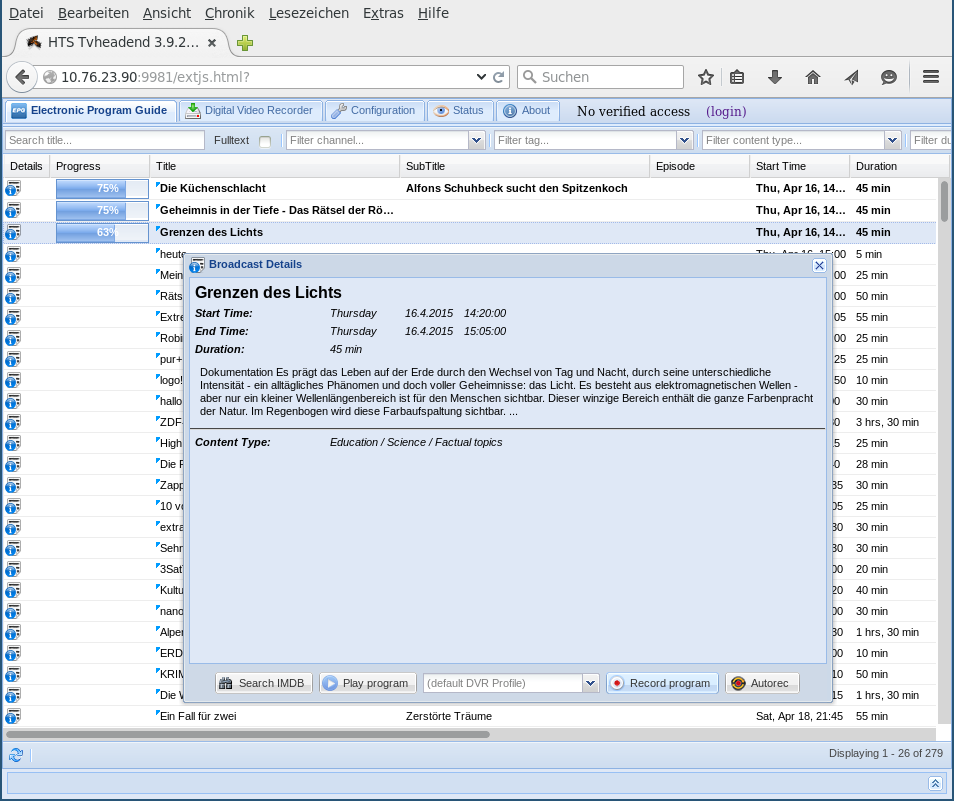 Datei Bearbeiten Ansicht Chronik Lesezeichen Extras Hilfe
HTS Tvheadend 3.9.2...
10.76.23.90:9981/extjs.html? Suchen
EPG Electronic Program Guide Digital Video Recorder Configuration Status About No verified access (login)
Search title... Fulltext Filter channel... Filter tag... Filter content type... Filter du
Details Progress Title SubTitle Episode Start Time Duration
75% Die Küchenschlacht Alfons Schuhbeck sucht den Spitzenkoch Thu, Apr 16, 14... 45 min
75% Geheimnis in der Tiefe - Das Rätsel der Rö... Thu, Apr 16, 14... 45 min
63% Grenzen des Lichts Thu, Apr 16, 14... 45 min
heute Thu, Apr 16, 15:00 5 min
Mein 00 25 min
Räts 00 50 min
Extre 05 55 min
Robi 00 25 min
pur+ 25 25 min
logo! 50 10 min
hallo 00 30 min
ZDF- 0 3 hrs, 30 min
High 5 25 min
Die 0 28 min
Zapp 35 30 min
10 v 05 25 min
extra 30 30 min
Sehn 30 30 min
3Sat 00 20 min
Kultu 20 40 min
nano 00 30 min
Alper 30 1 hrs, 30 min
ERD 00 10 min
KRIM 10 50 min
Die 15 1 hrs, 30 min
Ein Fall für zwei Zerstörte Träume Sat, Apr 18, 21:45 55 min
Broadcast Details
Grenzen des Lichts
Start Time: Thursday 16.4.2015 14:20:00
End Time: Thursday 16.4.2015 15:05:00
Duration: 45 min
Dokumentation Es prägt das Leben auf der Erde durch den Wechsel von Tag und Nacht, durch seine unterschiedliche
Intensität - ein alltägliches Phänomen und doch voller Geheimnisse: das Licht. Es besteht aus elektromagnetischen Wellen -
aber nur ein kleiner Wellenlängenbereich ist für den Menschen sichtbar. Dieser winzige Bereich enthält die ganze Farbenpracht
der Natur. Im Regenbogen wird diese Farbaufspaltung sichtbar. ...
Content Type: Education / Science / Factual topics
Search IMDB Play program (default DVR Profile) Record program Autorec
Displaying 1 - 26 of 279